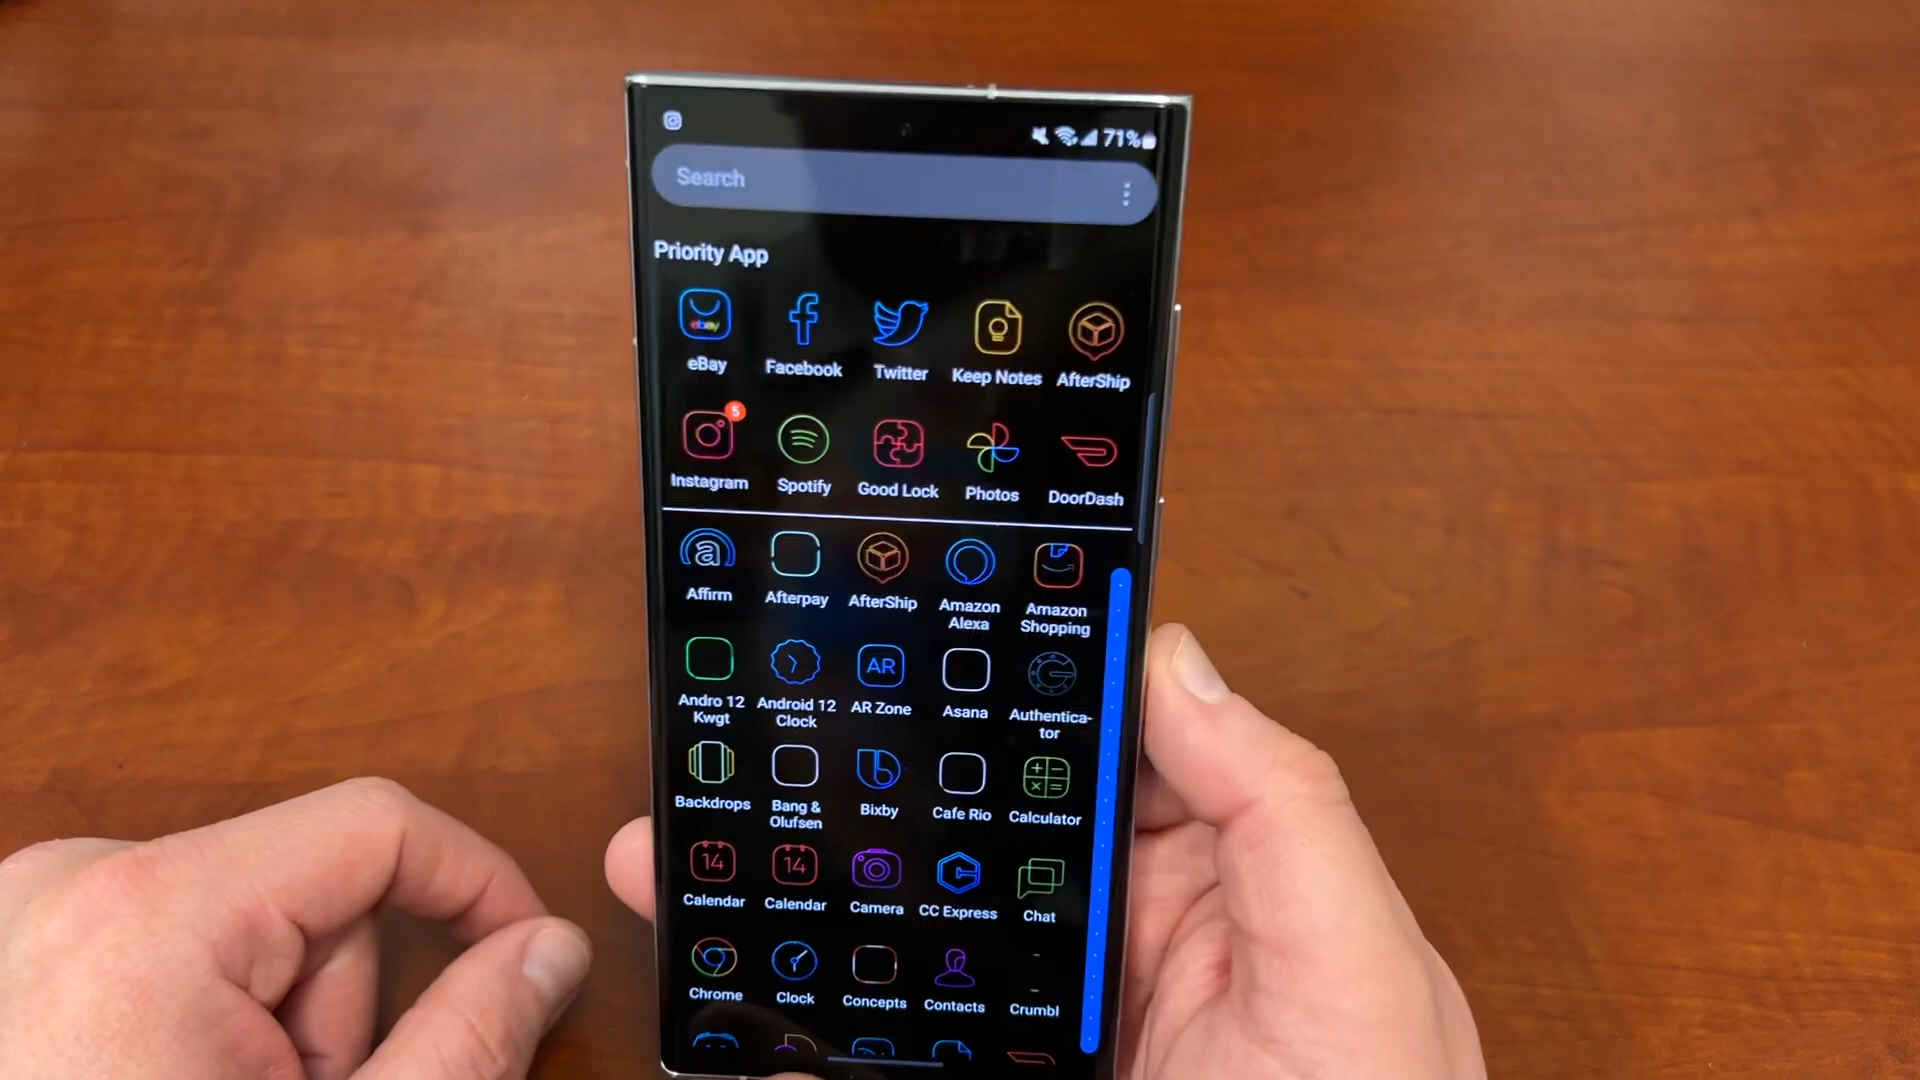 71%
Search
Priority App
ebay
eBay
Facebook
Twitter
Keep Notes
AfterShip
5
Instagram
Spotify
Good Lock
Photos
DoorDash
a
Affirm
Afterpay
AfterShip
Amazon
Alexa
Amazon
Shopping
Andro 12
Kwgt
Android 12
Clock
AR
AR Zone
Asana
Authentica-
tor
Backdrops
Bang &
Olufsen
Bixby
Cafe Rio
Calculator
14
Calendar
14
Calendar
Camera
CC Express
Chat
Chrome
Clock
Concepts
Contacts
Crumbl